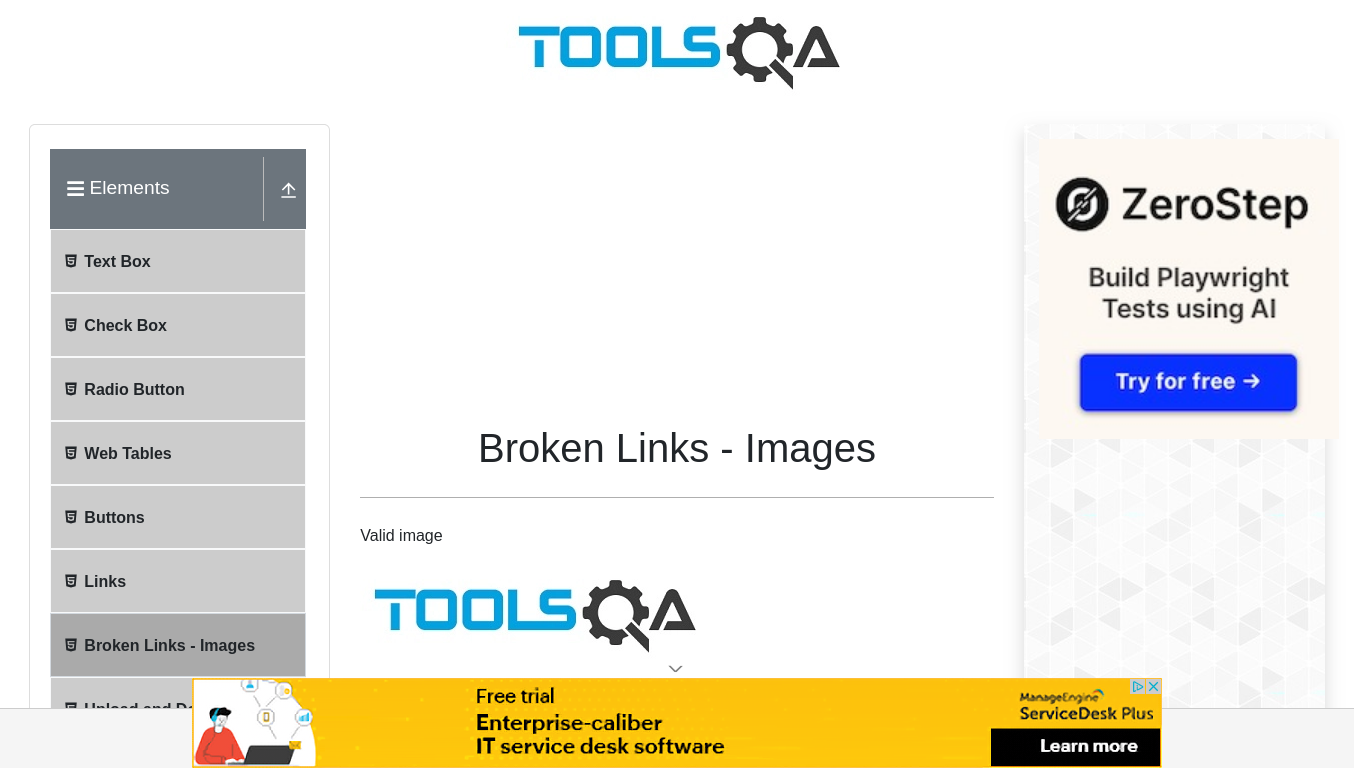 TOOLSQA
Elements
Text Box
Check Box
Radio Button
Web Tables
Buttons
Links
Broken Links - Images
Broken Links - Images
Valid image
TOOLSQA
ZeroStep
Build Playwright
Tests using AI
Try for free →
Free trial
Enterprise-caliber
IT service desk software
ManageEngine
ServiceDesk Plus
Learn more